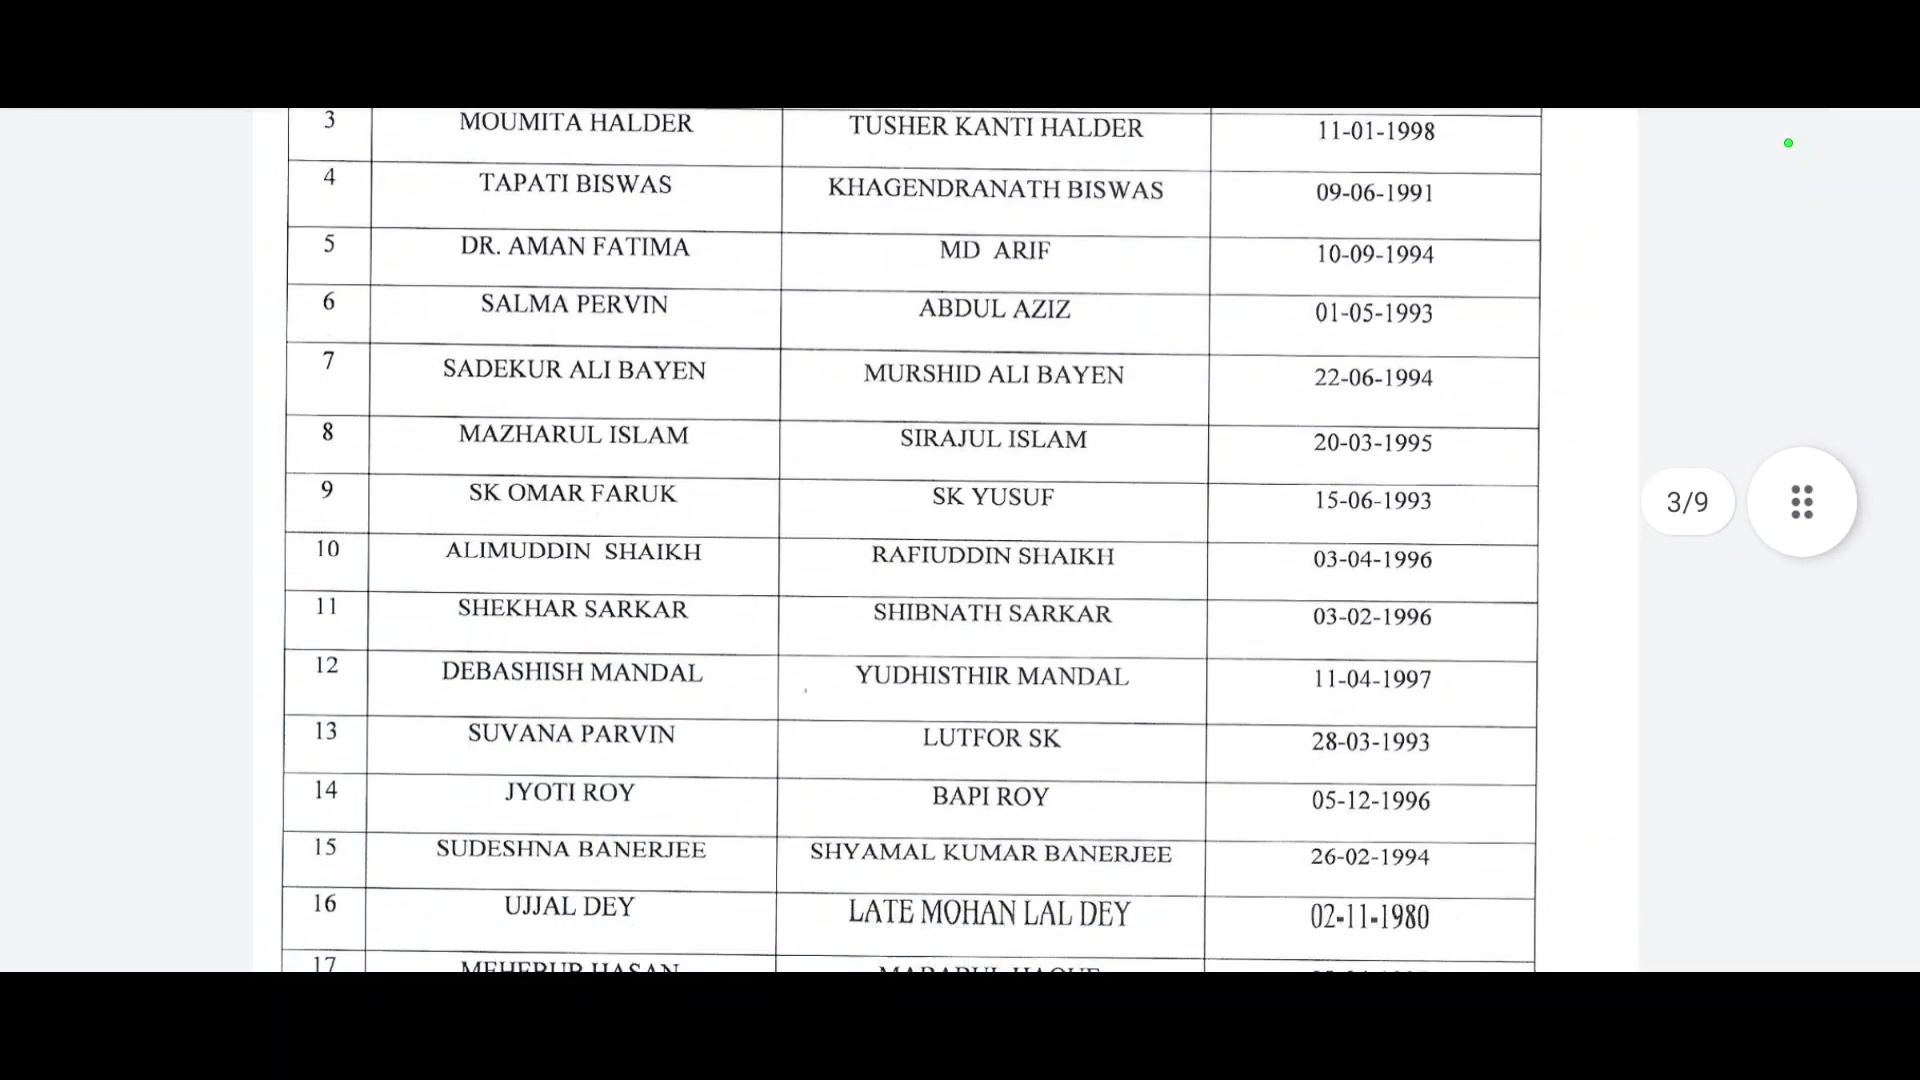 3 MOUMITA HALDER TUSHER KANTI HALDER 11-01-1998
4 TAPATI BISWAS KHAGENDRANATH BISWAS 09-06-1991
5 DR. AMAN FATIMA MD ARIF 10-09-1994
6 SALMA PERVIN ABDUL AZIZ 01-05-1993
7 SADEKUR ALI BAYEN MURSHID ALI BAYEN 22-06-1994
8 MAZHARUL ISLAM SIRAJUL ISLAM 20-03-1995
9 SK OMAR FARUK SK YUSUF 15-06-1993
10 ALIMUDDIN SHAIKH RAFIUDDIN SHAIKH 03-04-1996
11 SHEKHAR SARKAR SHIBNATH SARKAR 03-02-1996
12 DEBASHISH MANDAL YUDHISTHIR MANDAL 11-04-1997
13 SUVANA PARVIN LUTFOR SK 28-03-1993
14 JYOTI ROY BAPI ROY 05-12-1996
15 SUDESHNA BANERJEE SHYAMAL KUMAR BANERJEE 26-02-1994
16 UJJAL DEY LATE MOHAN LAL DEY 02-11-1980
17
3/9